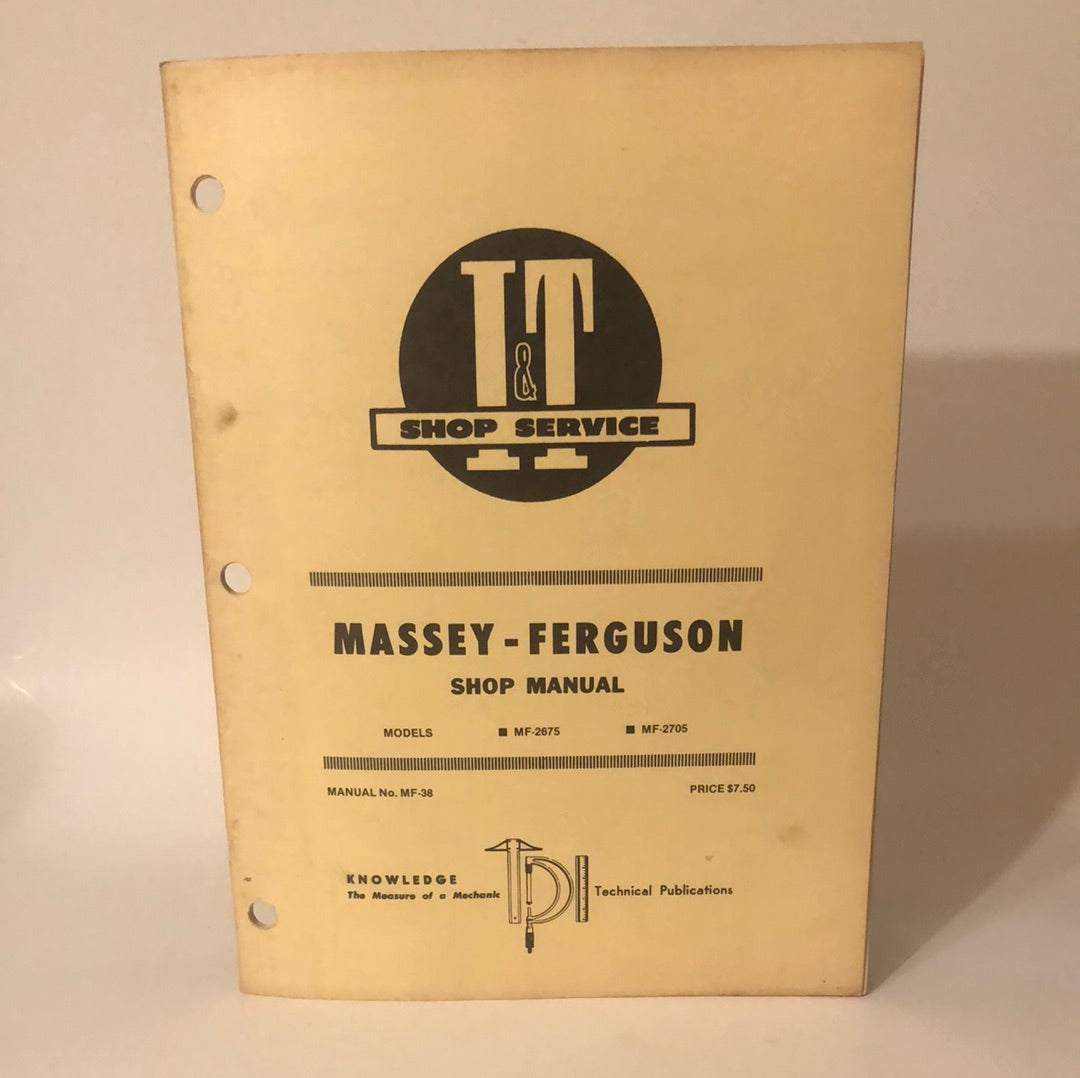 I&T
SHOP SERVICE
MASSEY-FERGUSON
SHOP MANUAL
MODELS ■ MF-2675 ■ MF-2705
MANUAL No. MF-38 PRICE $7.50
KNOWLEDGE
The Measure of a Mechanic
TPI
Technical Publications